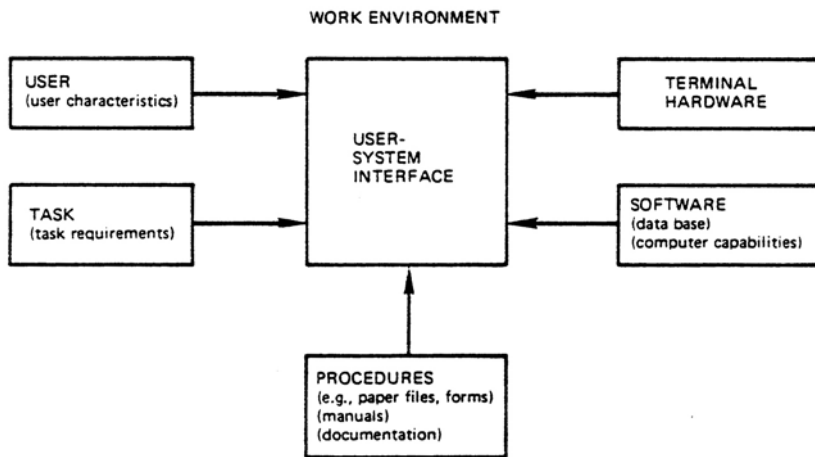 WORK ENVIRONMENT
USER
(user characteristics)
TERMINAL
HARDWARE
USER-
SYSTEM
INTERFACE
TASK
(task requirements)
SOFTWARE
(data base)
(computer capabilities)
PROCEDURES
(e.g., paper files, forms)
(manuals)
(documentation)